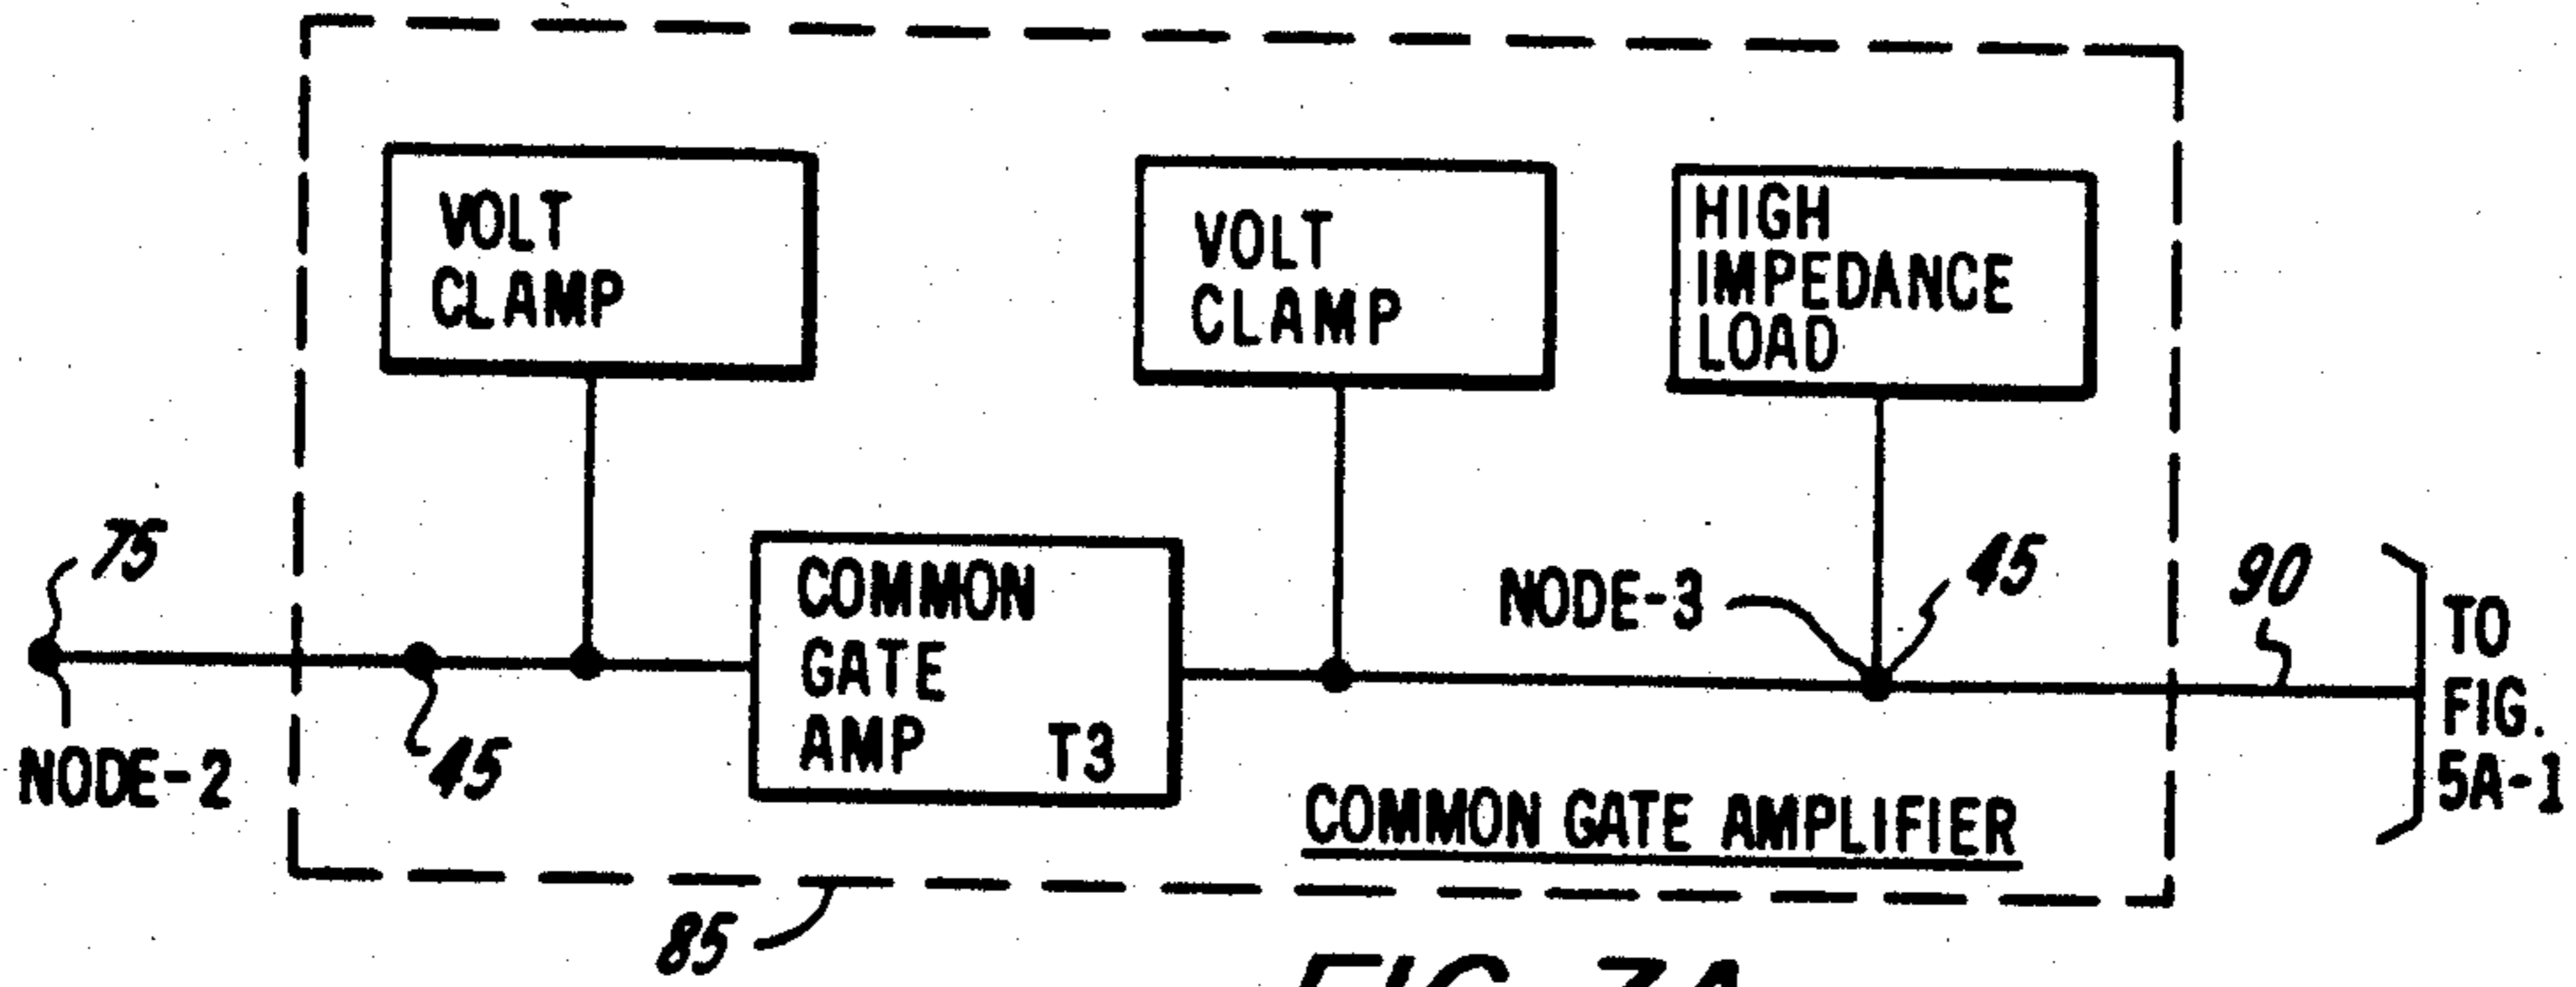 VOLT
CLAMP
VOLT
CLAMP
HIGH
IMPEDANCE
LOAD
75
NODE-2
45
COMMON
GATE
AMP T3
NODE-3
45
90
TO
FIG.
5A-1
COMMON GATE AMPLIFIER
85